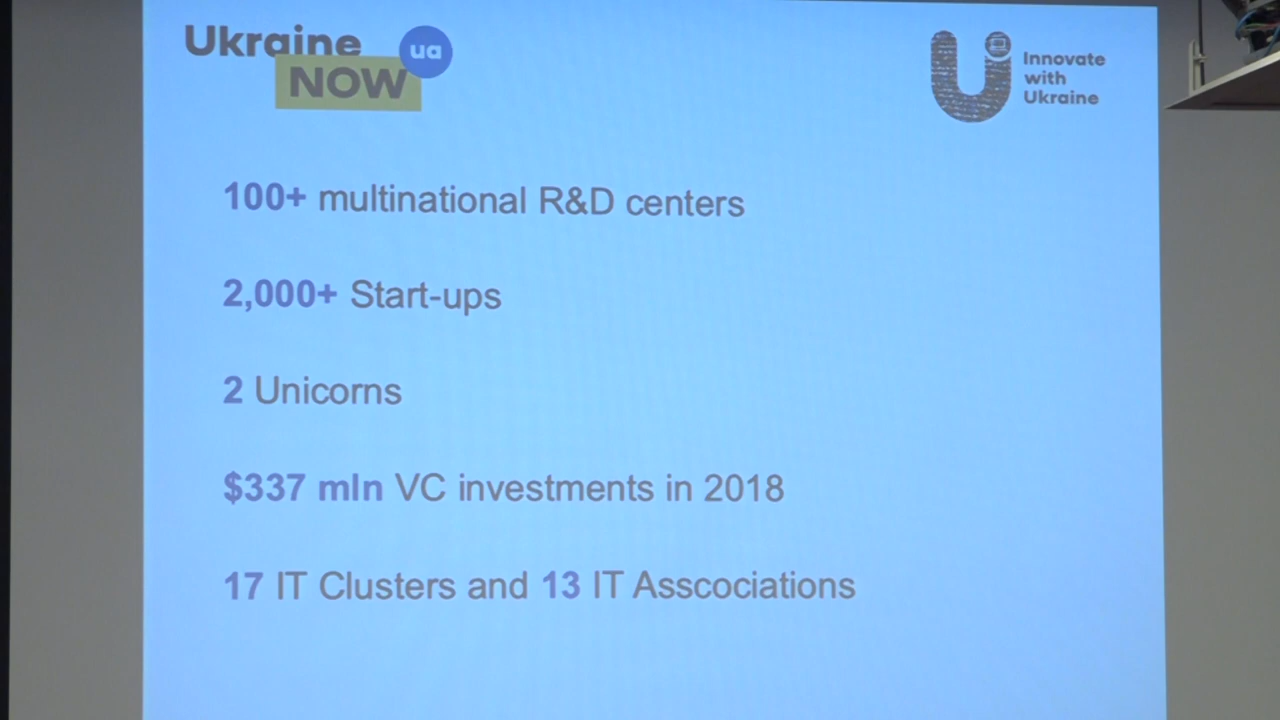 Ukraine
NOW
ua
Innovate
with
Ukraine
100+ multinational R&D centers
2,000+ Start-ups
2 Unicorns
$337 mln VC investments in 2018
17 IT Clusters and 13 IT Asscociations